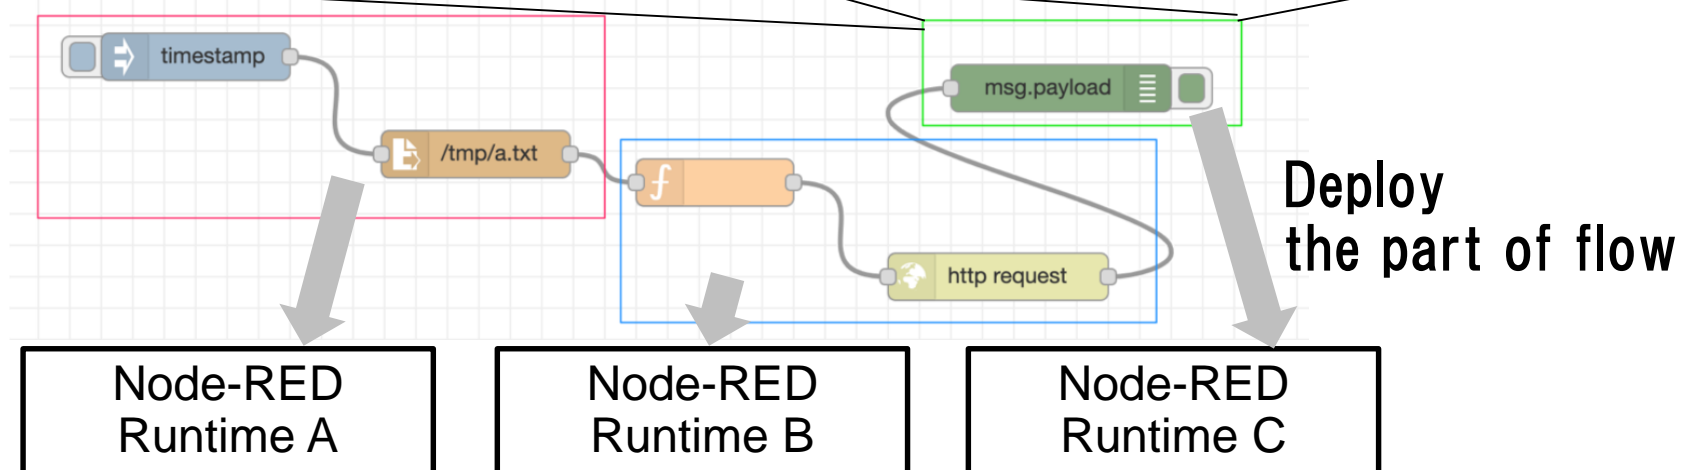 timestamp
msg.payload
/tmp/a.txt
http request
Deploy
the part of flow
Node-RED
Runtime A
Node-RED
Runtime B
Node-RED
Runtime C